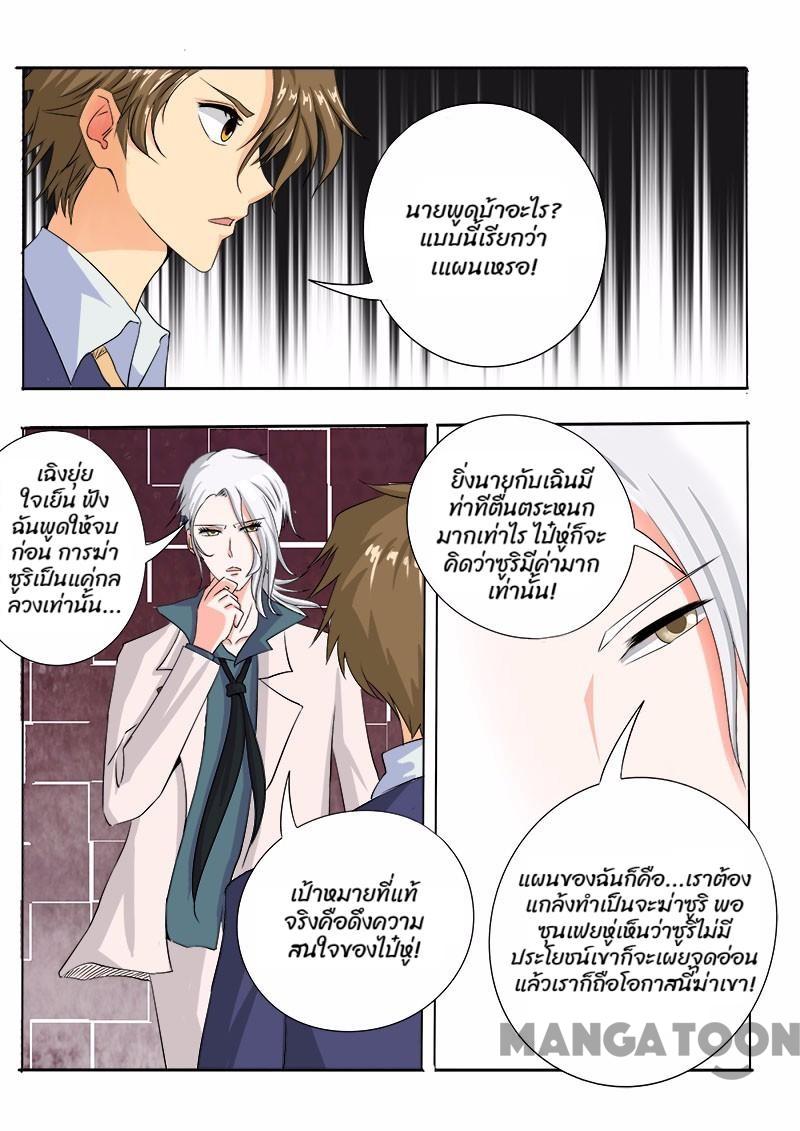 นายพูดบ้าอะไร?
แบบนี้เรียกว่า
แผนเหรอ!
เฉิงยุ่ย
ใจเย็น ฟัง
ฉันพูดให้จบ
ก่อน การฆ่า
ซูริเป็นแค่กล
ลวงเท่านั้น...
เป้าหมายที่แท้
จริงคือดึงความ
สนใจของไป๋หู่!
ยิ่งนายกับเฉินมี
ท่าทีตื่นตระหนก
มากเท่าไร ไป๋หู่ก็จะ
คิดว่าซูริมีค่ามาก
เท่านั้น!
แผนของฉันก็คือ...เราต้อง
แกล้งทำเป็นจะฆ่าซูริ พอ
ซุนเฟยหู่เห็นว่าซูริไม่มี
ประโยชน์เขาก็จะเผยจุดอ่อน
แล้วเราก็ถือโอกาสนี้ฆ่าเขา!
MANGATOON